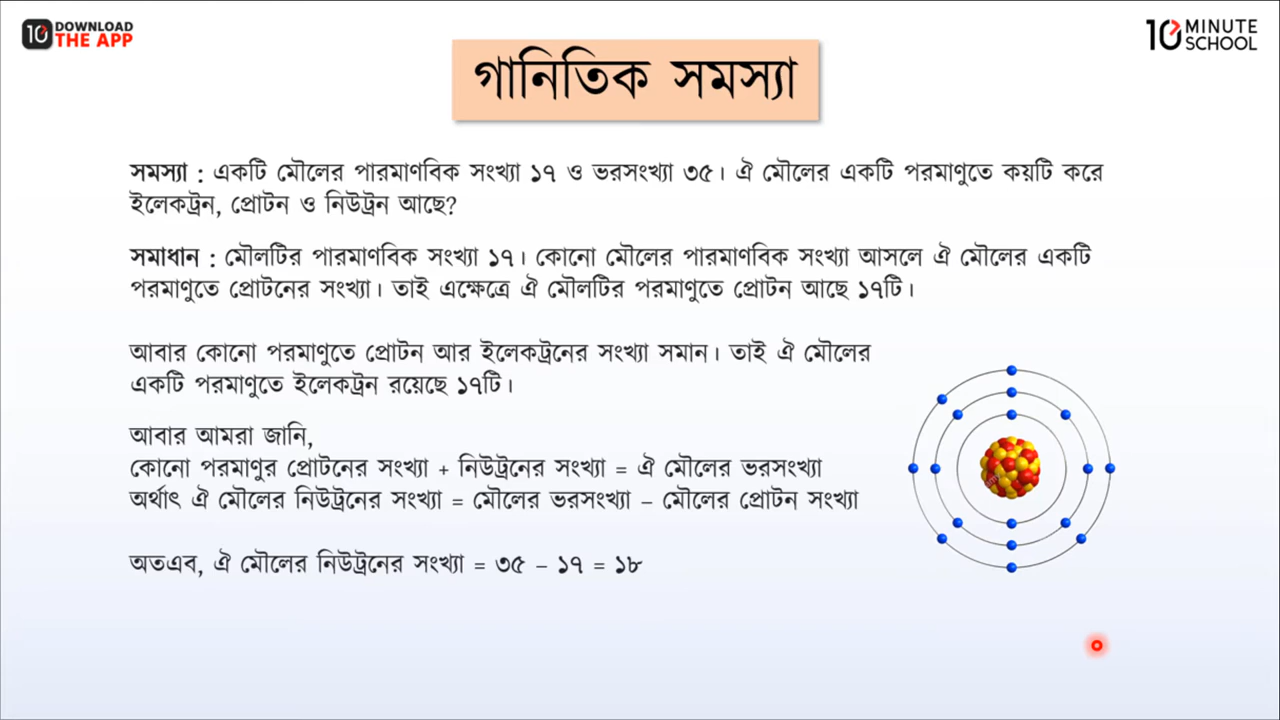 DOWNLOAD
THE APP
10 MINUTE
SCHOOL
গানিতিক সমস্যা
সমস্যা : একটি মৌলের পারমাণবিক সংখ্যা ১৭ ও ভরসংখ্যা ৩৫। ঐ মৌলের একটি পরমাণুতে কয়টি করে
ইলেকট্রন, প্রোটন ও নিউট্রন আছে?
সমাধান : মৌলটির পারমাণবিক সংখ্যা ১৭। কোনো মৌলের পারমাণবিক সংখ্যা আসলে ঐ মৌলের একটি
পরমাণুতে প্রোটনের সংখ্যা। তাই এক্ষেত্রে ঐ মৌলটির পরমাণুতে প্রোটন আছে ১৭টি।
আবার কোনো পরমাণুতে প্রোটন আর ইলেকট্রনের সংখ্যা সমান। তাই ঐ মৌলের
একটি পরমাণুতে ইলেকট্রন রয়েছে ১৭টি।
আবার আমরা জানি,
কোনো পরমাণুর প্রোটনের সংখ্যা + নিউট্রনের সংখ্যা = ঐ মৌলের ভরসংখ্যা
অর্থাৎ ঐ মৌলের নিউট্রনের সংখ্যা = মৌলের ভরসংখ্যা – মৌলের প্রোটন সংখ্যা
অতএব, ঐ মৌলের নিউট্রনের সংখ্যা = ৩৫ – ১৭ = ১৮